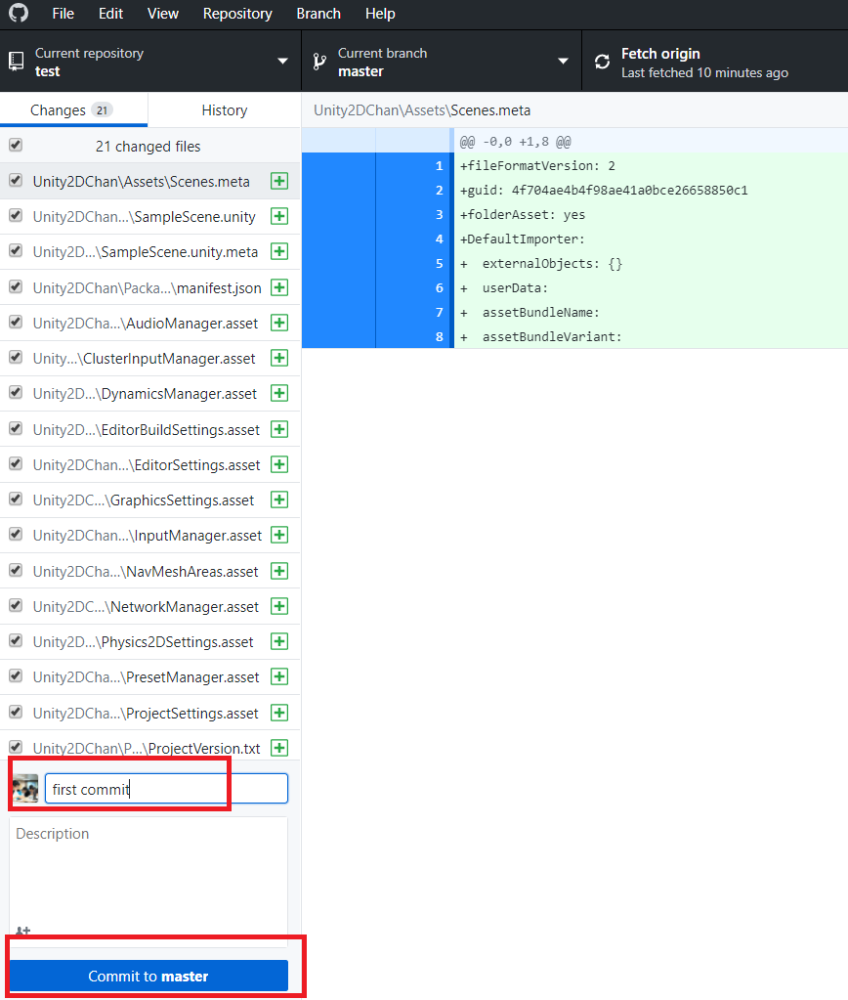 File Edit View Repository Branch Help
Current repository
test
Current branch
master
Fetch origin
Last fetched 10 minutes ago
Changes 21 History
21 changed files
Unity2DChan\Assets\Scenes.meta
Unity2DChan...\SampleScene.unity
Unity2D...\SampleScene.unity.meta
Unity2DChan\Packa...\manifest.json
Unity2DCha...\AudioManager.asset
Unity...\ClusterInputManager.asset
Unity2D...\DynamicsManager.asset
Unity2D...\EditorBuildSettings.asset
Unity2DChan...\EditorSettings.asset
Unity2DC...\GraphicsSettings.asset
Unity2DChan...\InputManager.asset
Unity2DCha...\NavMeshAreas.asset
Unity2DC...\NetworkManager.asset
Unity2D...\Physics2DSettings.asset
Unity2DCha...\PresetManager.asset
Unity2DCha...\ProjectSettings.asset
Unity2DChan\P...\ProjectVersion.txt
first commit
Description
Commit to master
Unity2DChan\Assets\Scenes.meta
@@ -0,0 +1,8 @@
1 +fileFormatVersion: 2
2 +guid: 4f704ae4b4f98ae41a0bce26658850c1
3 +folderAsset: yes
4 +DefaultImporter:
5 +  externalObjects: {}
6 +  userData:
7 +  assetBundleName:
8 +  assetBundleVariant: